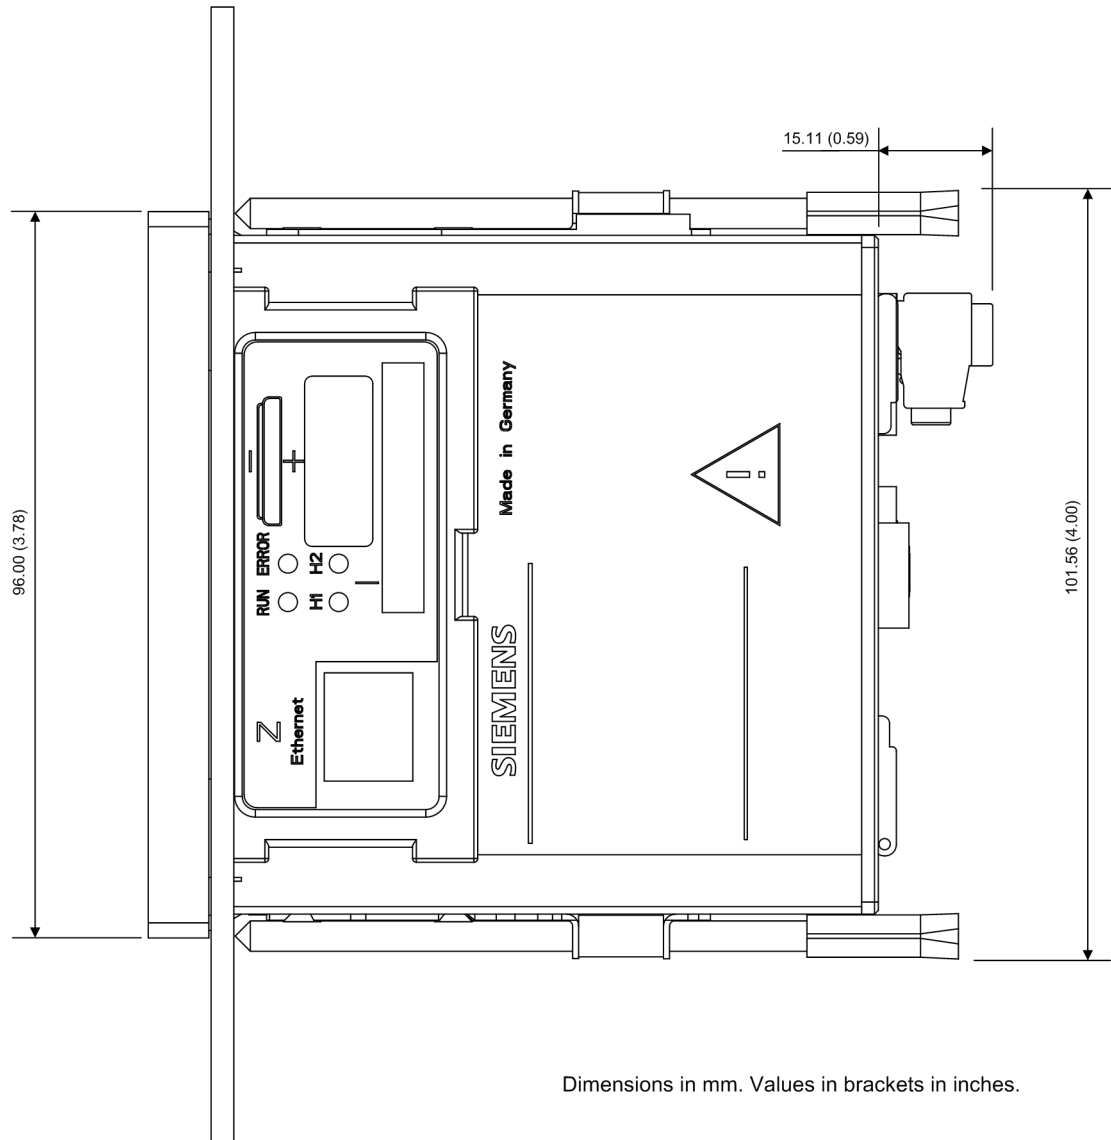 15.11 (0.59)
96.00 (3.78)
101.56 (4.00)
Made in Germany
RUN ERROR
H1 H2
Z
Ethernet
SIEMENS
Dimensions in mm. Values in brackets in inches.